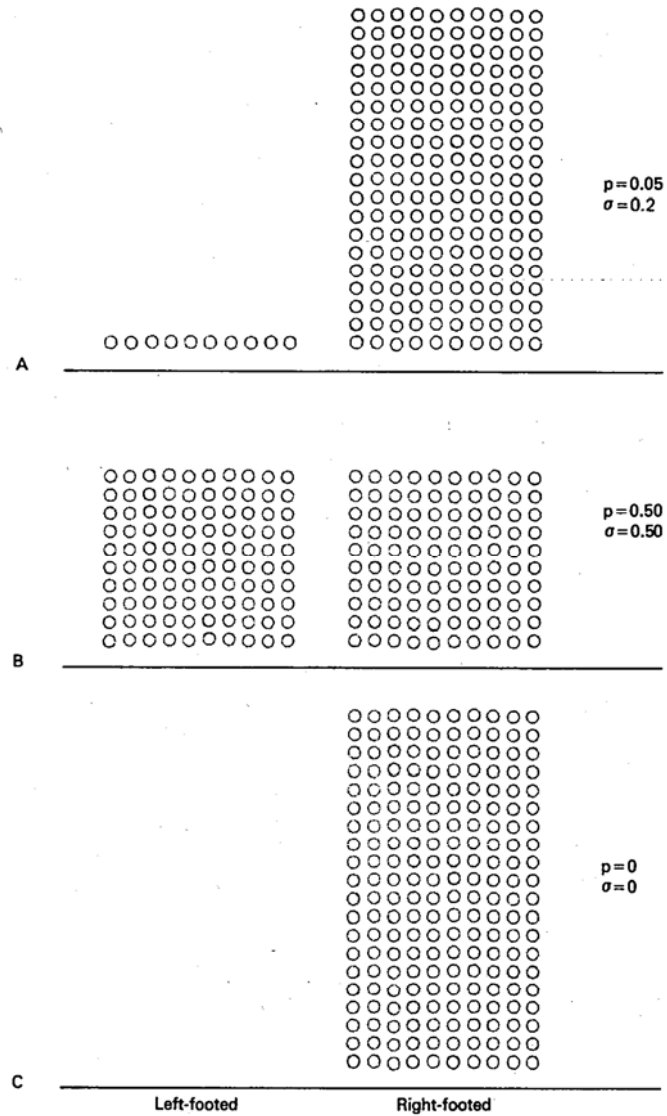 p=0.05
σ=0.2
A
p=0.50
σ=0.50
B
p=0
σ=0
C
Left-footed Right-footed